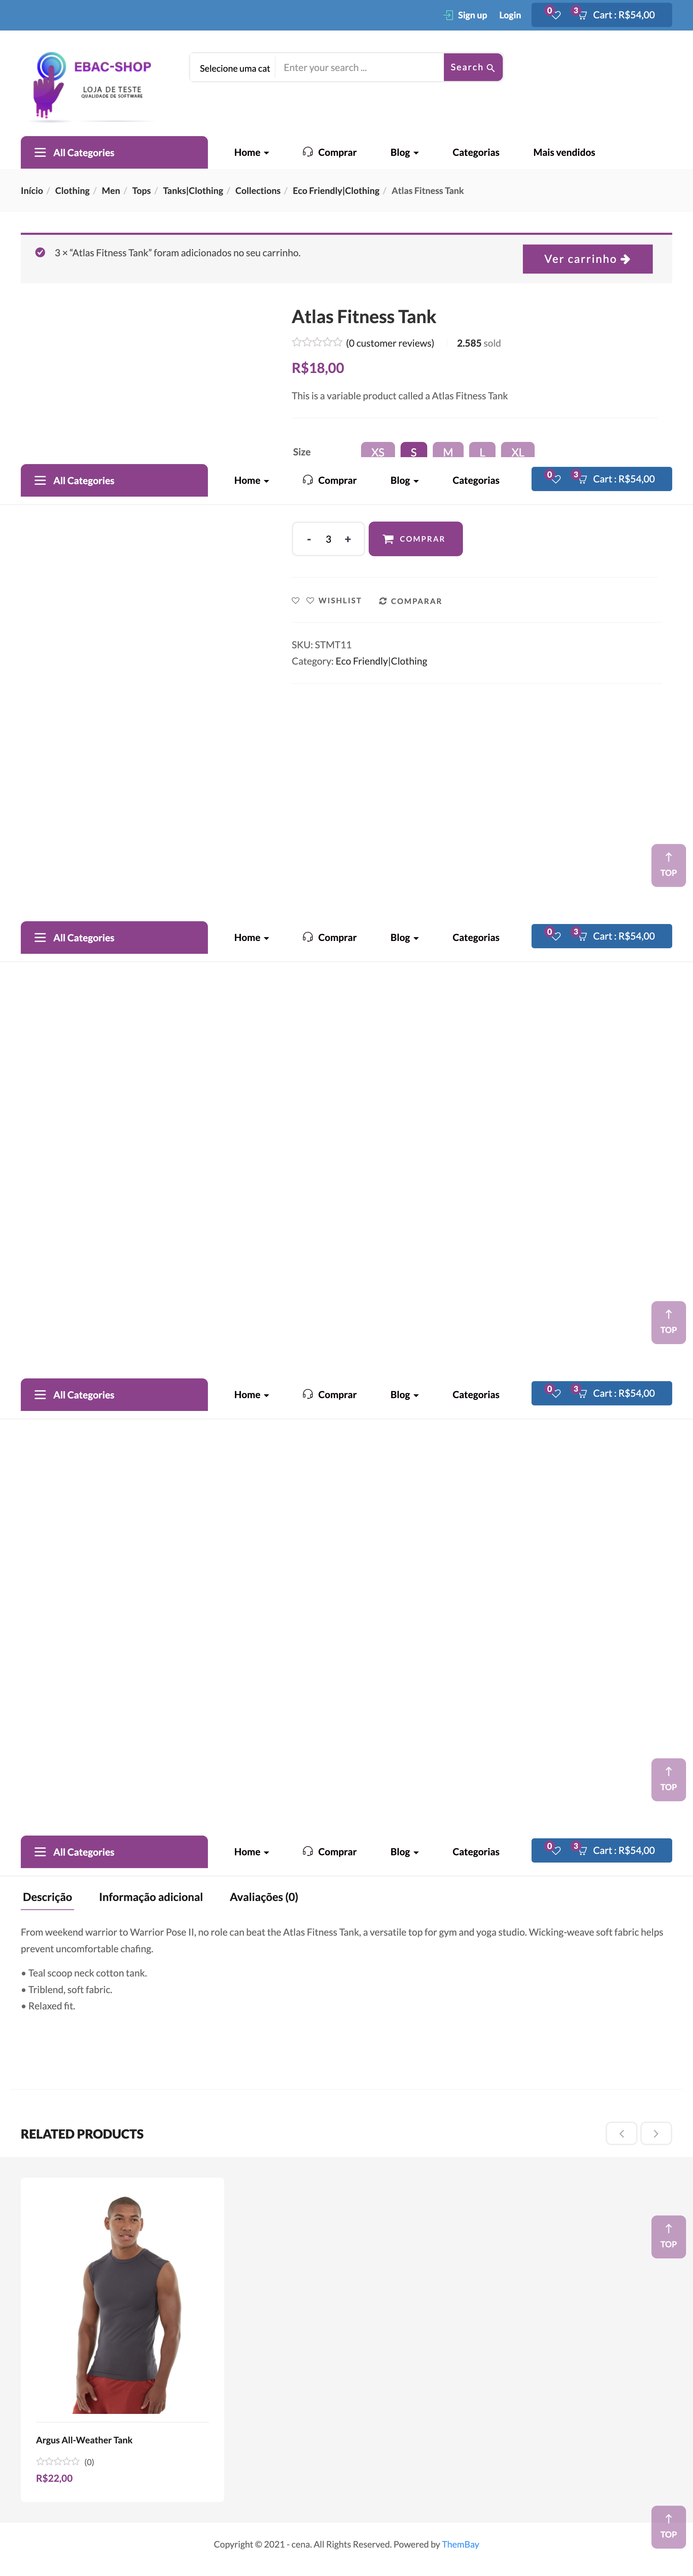 Sign up Login 0 3 Cart : R$54,00
EBAC-SHOP
LOJA DE TESTE
QUALIDADE DE SOFTWARE
Selecione uma cat Enter your search ... Search
All Categories Home Comprar Blog Categorias Mais vendidos
Início / Clothing / Men / Tops / Tanks|Clothing / Collections / Eco Friendly|Clothing / Atlas Fitness Tank
3 × “Atlas Fitness Tank” foram adicionados no seu carrinho. Ver carrinho
Atlas Fitness Tank
(0 customer reviews) 2.585 sold
R$18,00
This is a variable product called a Atlas Fitness Tank
Size XS S M L XL
All Categories Home Comprar Blog Categorias 0 3 Cart : R$54,00
- 3 + COMPRAR
WISHLIST COMPARAR
SKU: STMT11
Category: Eco Friendly|Clothing
TOP
All Categories Home Comprar Blog Categorias 0 3 Cart : R$54,00
TOP
All Categories Home Comprar Blog Categorias 0 3 Cart : R$54,00
TOP
All Categories Home Comprar Blog Categorias 0 3 Cart : R$54,00
Descrição Informação adicional Avaliações (0)
From weekend warrior to Warrior Pose II, no role can beat the Atlas Fitness Tank, a versatile top for gym and yoga studio. Wicking-weave soft fabric helps
prevent uncomfortable chafing.
• Teal scoop neck cotton tank.
• Triblend, soft fabric.
• Relaxed fit.
RELATED PRODUCTS
TOP
Argus All-Weather Tank
(0)
R$22,00
TOP
Copyright © 2021 - cena. All Rights Reserved. Powered by ThemBay